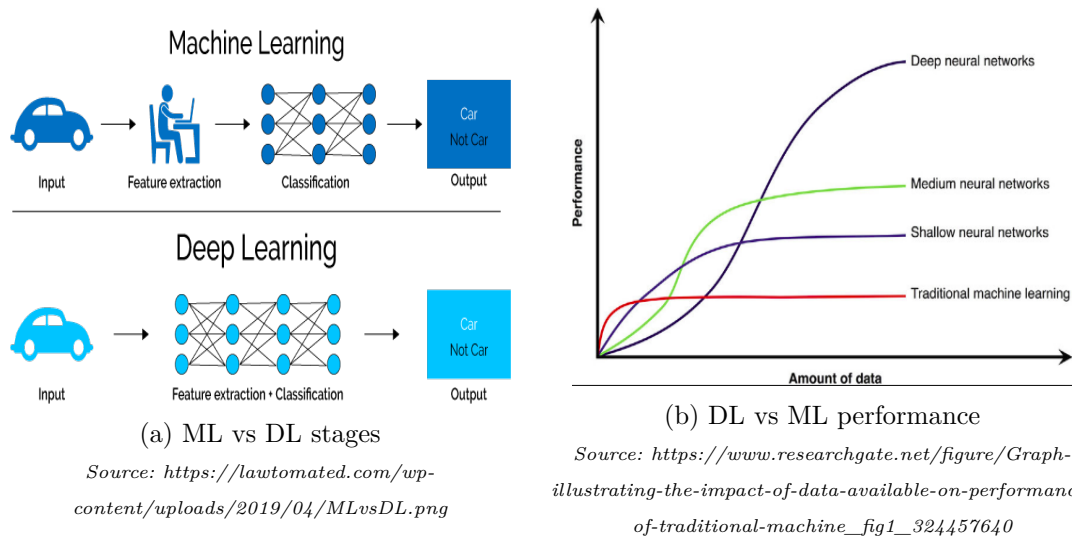 Machine Learning
Input
Feature extraction
Classification
Car
Not Car
Output
Deep Learning
Input
Feature extraction + Classification
Car
Not Car
Output
(a) ML vs DL stages
Source: https://lawtomated.com/wp-
content/uploads/2019/04/MLvsDL.png
Performance
Deep neural networks
Medium neural networks
Shallow neural networks
Traditional machine learning
Amount of data
(b) DL vs ML performance
Source: https://www.researchgate.net/figure/Graph-
illustrating-the-impact-of-data-available-on-performanc
of-traditional-machine_fig1_324457640